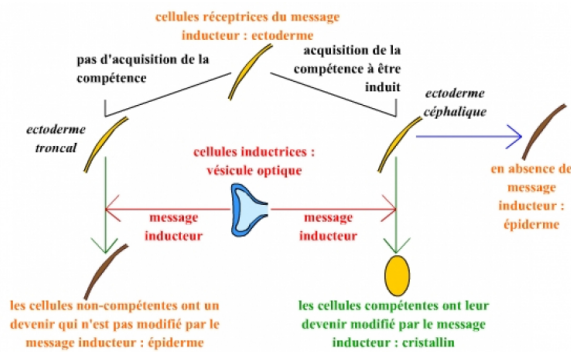 cellules réceptrices du message
inducteur : ectoderme
pas d'acquisition de la
compétence
acquisition de la
compétence à être
induit
ectoderme
troncal
ectoderme
céphalique
cellules inductrices :
vésicule optique
en absence de
message
inducteur :
épiderme
message
inducteur
message
inducteur
les cellules non-compétentes ont un
devenir qui n'est pas modifié par le
message inducteur : épiderme
les cellules compétentes ont leur
devenir modifié par le message
inducteur : cristallin